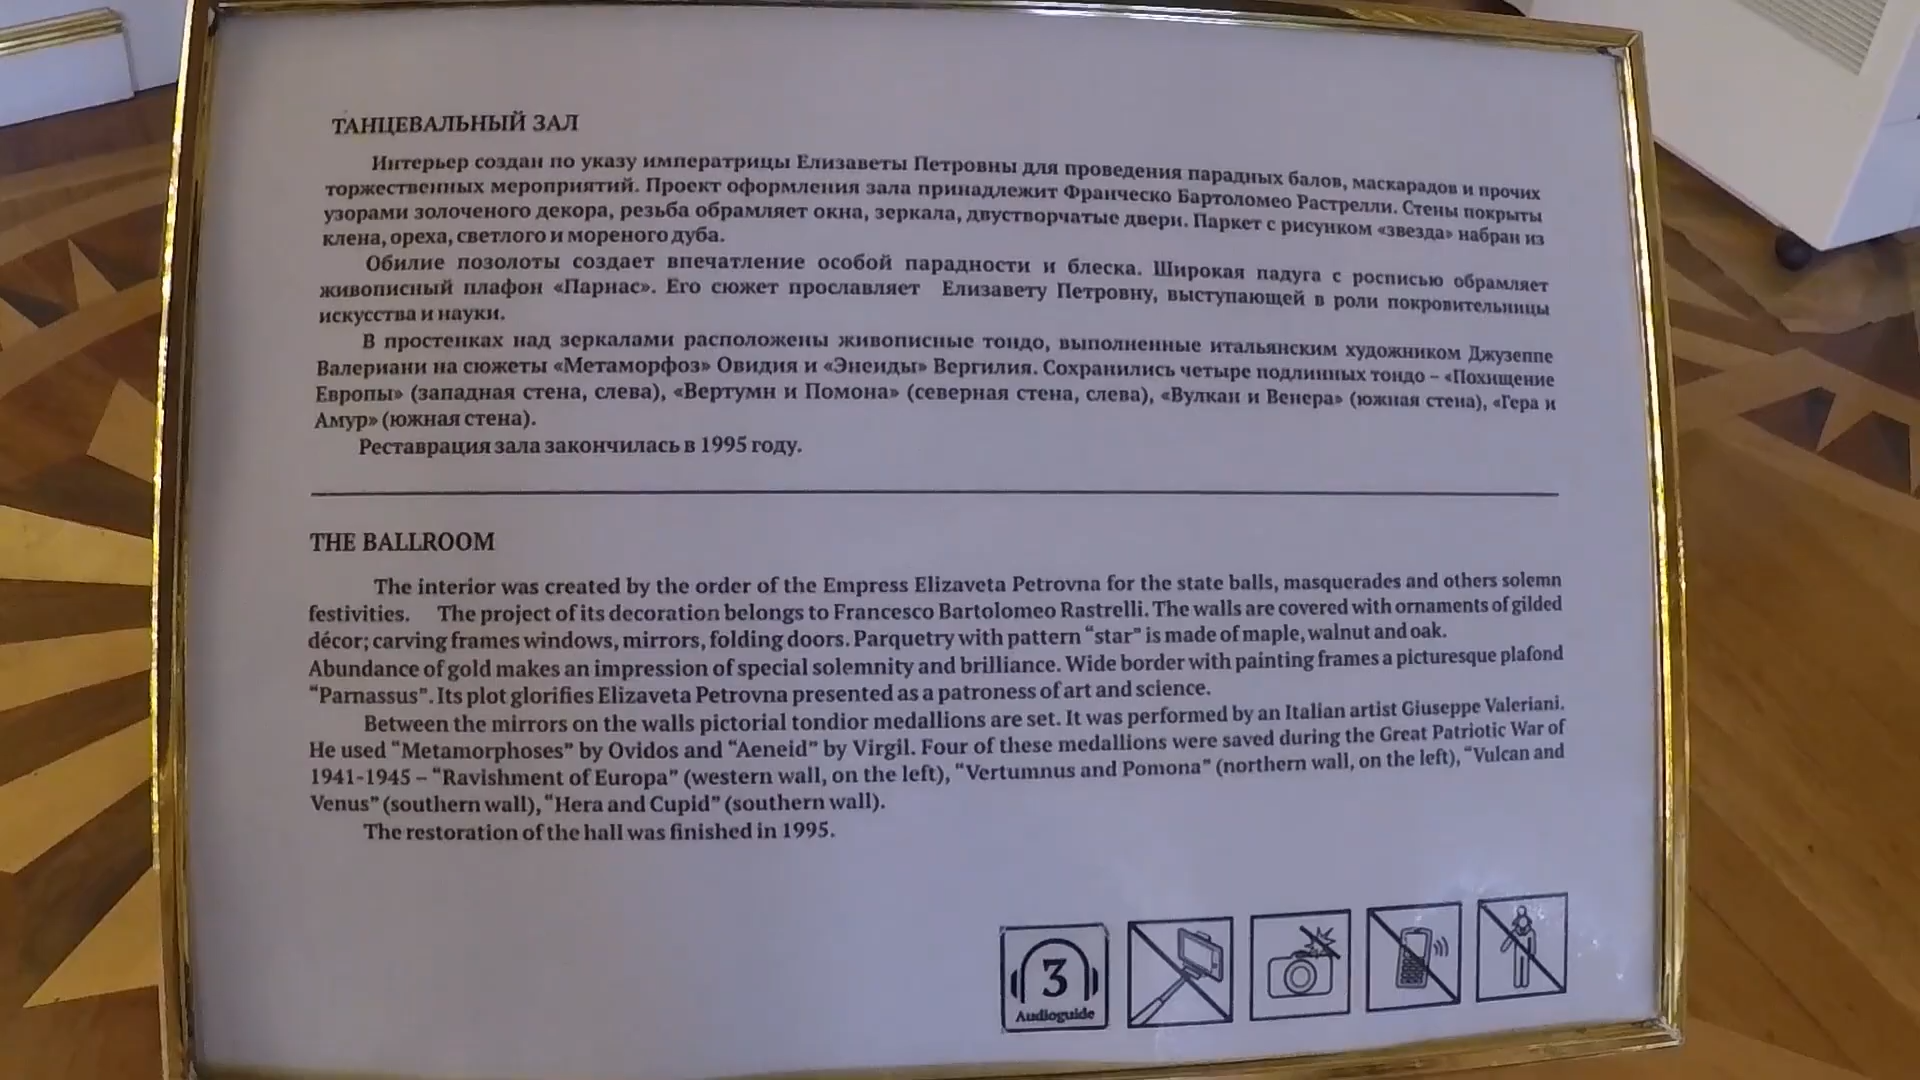 ТАНЦЕВАЛЬНЫЙ ЗАЛ
Интерьер создан по указу императрицы Елизаветы Петровны для проведения парадных балов, маскарадов и прочих
торжественных мероприятий. Проект оформления зала принадлежит Франческо Бартоломео Растрелли. Стены покрыты
узорами золоченого декора, резьба обрамляет окна, зеркала, двустворчатые двери. Паркет с рисунком «звезда» набран из
клена, ореха, светлого и мореного дуба.
Обилие позолоты создает впечатление особой парадности и блеска. Широкая падуга с росписью обрамляет
живописный плафон «Парнас». Его сюжет прославляет Елизавету Петровну, выступающей в роли покровительницы
искусства и науки.
В простенках над зеркалами расположены живописные тондо, выполненные итальянским художником Джузеппе
Валериани на сюжеты «Метаморфоз» Овидия и «Энеиды» Вергилия. Сохранились четыре подлинных тондо – «Похищение
Европы» (западная стена, слева), «Вертумн и Помона» (северная стена, слева), «Вулкан и Венера» (южная стена), «Гера и
Амур» (южная стена).
Реставрация зала закончилась в 1995 году.
THE BALLROOM
The interior was created by the order of the Empress Elizaveta Petrovna for the state balls, masquerades and others solemn
festivities. The project of its decoration belongs to Francesco Bartolomeo Rastrelli. The walls are covered with ornaments of gilded
décor; carving frames windows, mirrors, folding doors. Parquetry with pattern “star” is made of maple, walnut and oak.
Abundance of gold makes an impression of special solemnity and brilliance. Wide border with painting frames a picturesque plafond
“Parnassus”. Its plot glorifies Elizaveta Petrovna presented as a patroness of art and science.
Between the mirrors on the walls pictorial tondior medallions are set. It was performed by an Italian artist Giuseppe Valeriani.
He used “Metamorphoses” by Ovidos and “Aeneid” by Virgil. Four of these medallions were saved during the Great Patriotic War of
1941-1945 – “Ravishment of Europa” (western wall, on the left), “Vertumnus and Pomona” (northern wall, on the left), “Vulcan and
Venus” (southern wall), “Hera and Cupid” (southern wall).
The restoration of the hall was finished in 1995.
3
Audioguide